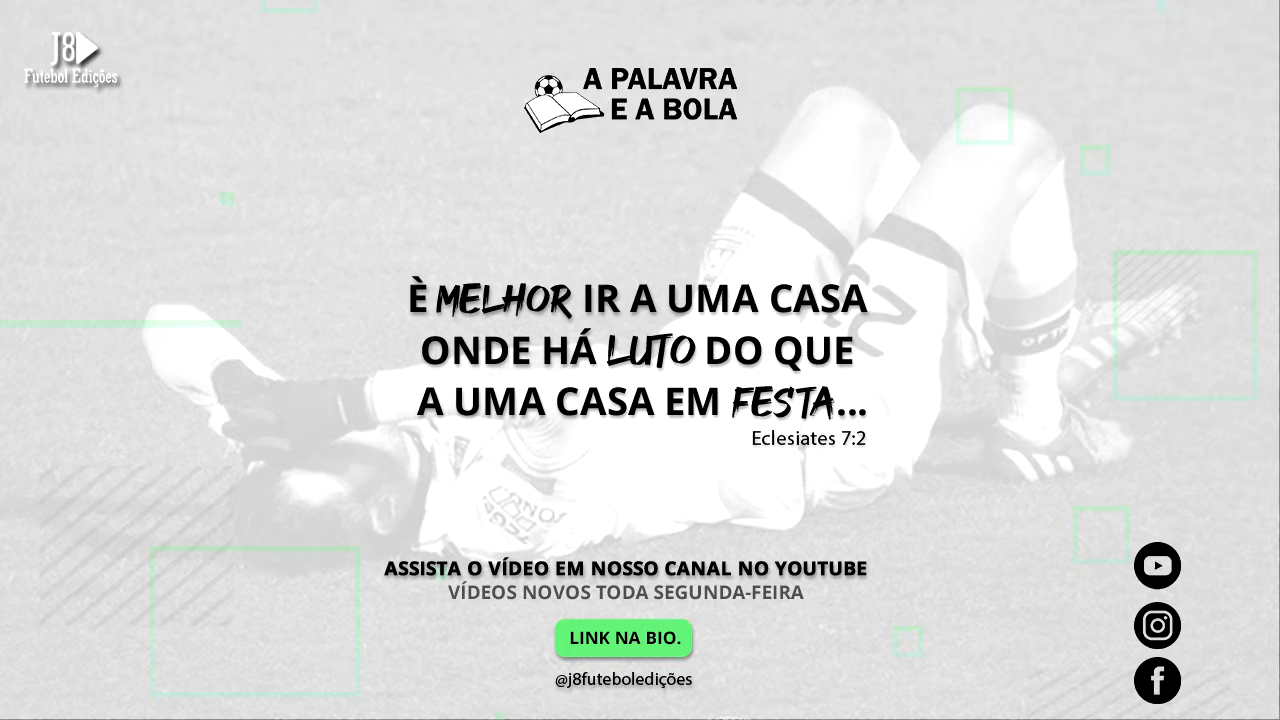 J8
Futebol Edições
A PALAVRA
E A BOLA
È MELHOR IR A UMA CASA
ONDE HÁ LUTO DO QUE
A UMA CASA EM FESTA...
Eclesiates 7:2
ASSISTA O VÍDEO EM NOSSO CANAL NO YOUTUBE
VÍDEOS NOVOS TODA SEGUNDA-FEIRA
LINK NA BIO.
@j8futeboledições